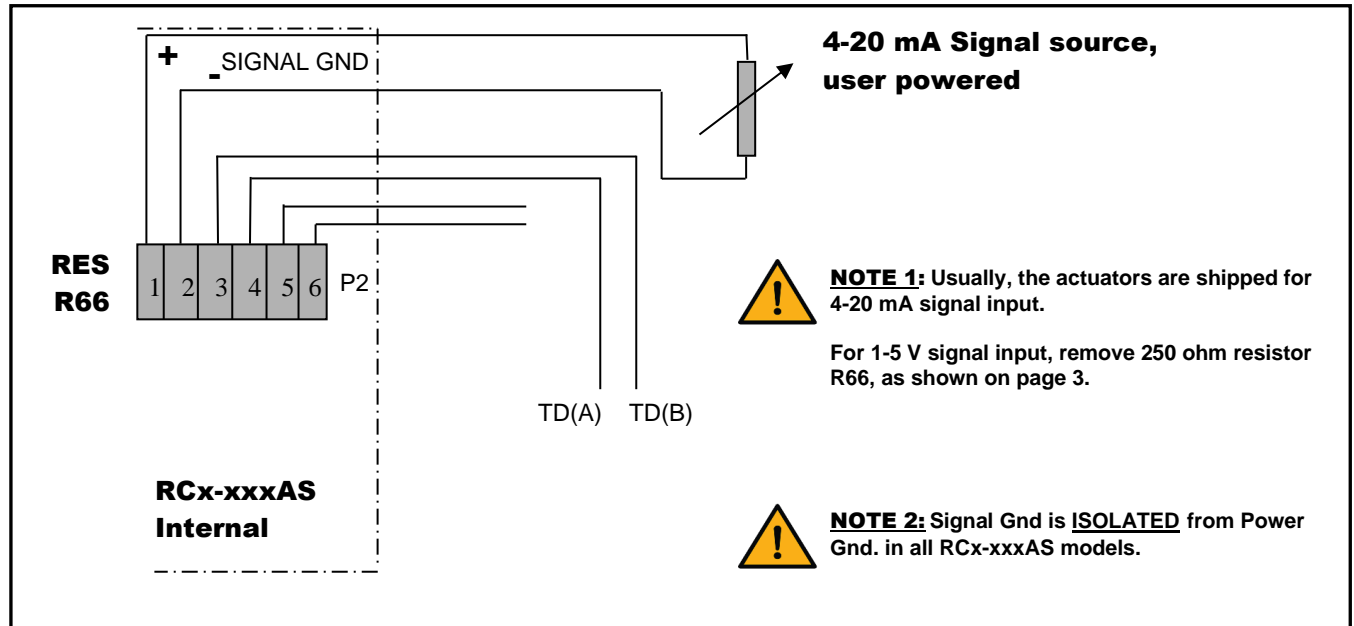 +
-SIGNAL GND
4-20 mA Signal source,
user powered
RES
R66
1 2 3 4 5 6 P2
NOTE 1: Usually, the actuators are shipped for
4-20 mA signal input.
For 1-5 V signal input, remove 250 ohm resistor
R66, as shown on page 3.
TD(A) TD(B)
RCx-xxxAS
Internal
NOTE 2: Signal Gnd is ISOLATED from Power
Gnd. in all RCx-xxxAS models.